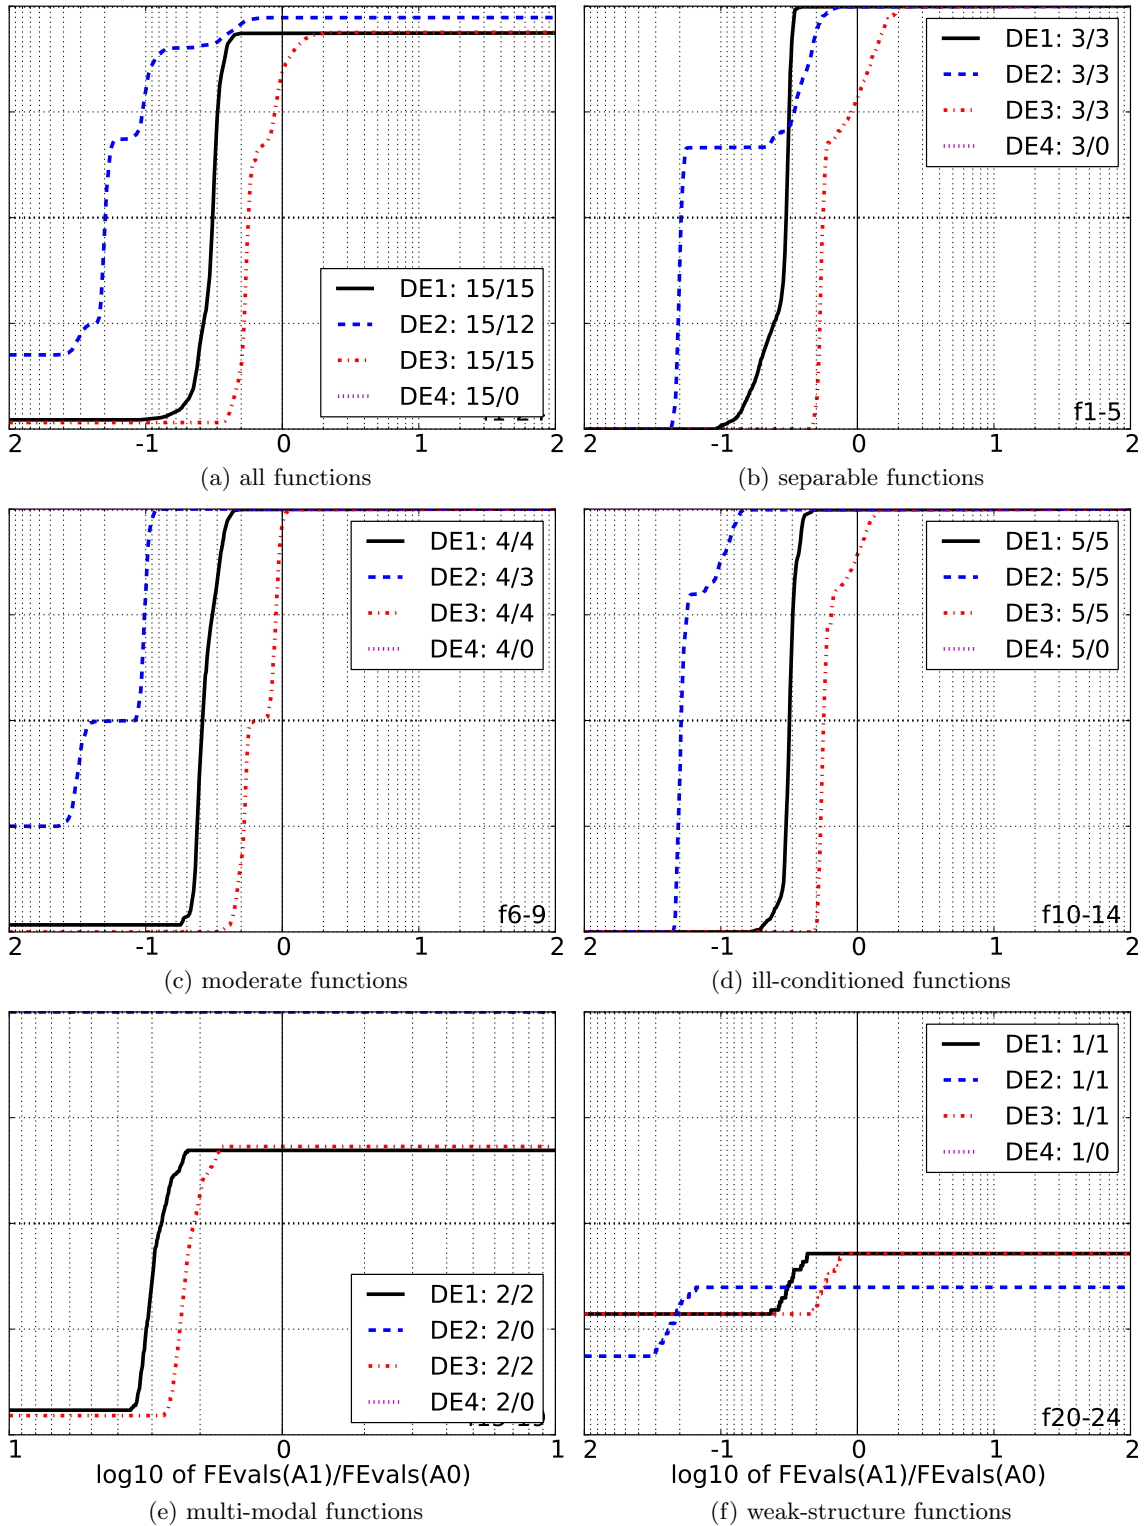 DE1: 15/15
DE2: 15/12
DE3: 15/15
DE4: 15/0
2 -1 0 1 2
(a) all functions
DE1: 3/3
DE2: 3/3
DE3: 3/3
DE4: 3/0
f1-5
2 -1 0 1 2
(b) separable functions
DE1: 4/4
DE2: 4/3
DE3: 4/4
DE4: 4/0
f6-9
2 -1 0 1 2
(c) moderate functions
DE1: 5/5
DE2: 5/5
DE3: 5/5
DE4: 5/0
f10-14
2 -1 0 1 2
(d) ill-conditioned functions
DE1: 2/2
DE2: 2/0
DE3: 2/2
DE4: 2/0
1 0 1
log10 of FEvals(A1)/FEvals(A0)
(e) multi-modal functions
DE1: 1/1
DE2: 1/1
DE3: 1/1
DE4: 1/0
f20-24
2 -1 0 1 2
log10 of FEvals(A1)/FEvals(A0)
(f) weak-structure functions